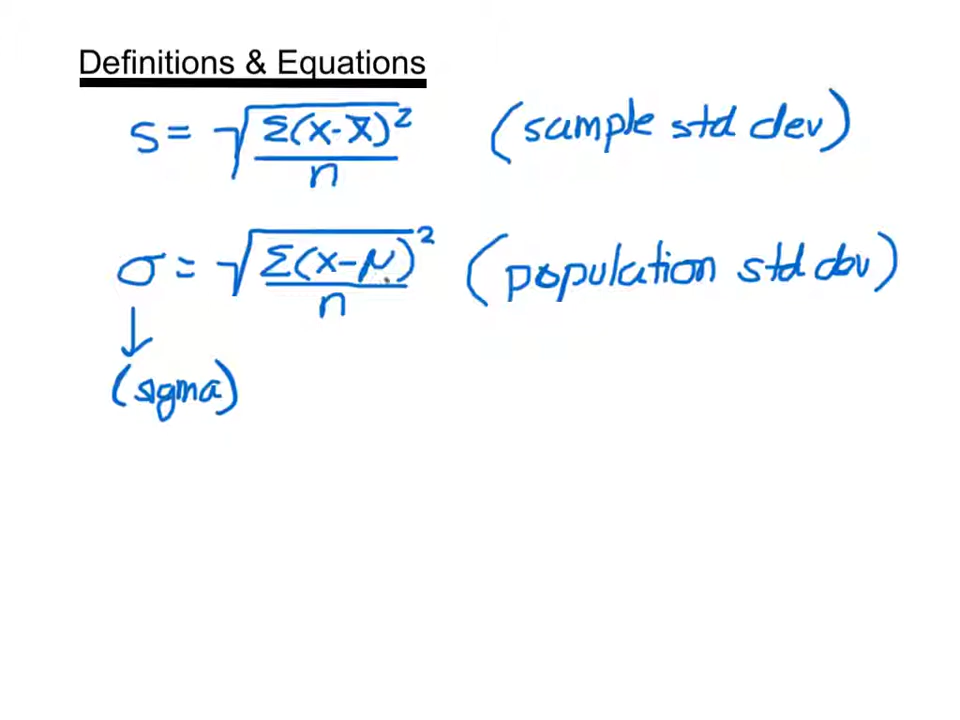 Definitions & Equations
s = √(Σ(x-x̄)²/n) (sample std dev)
σ = √(Σ(x-μ)²/n) (population std dev)
↓
(sigma)